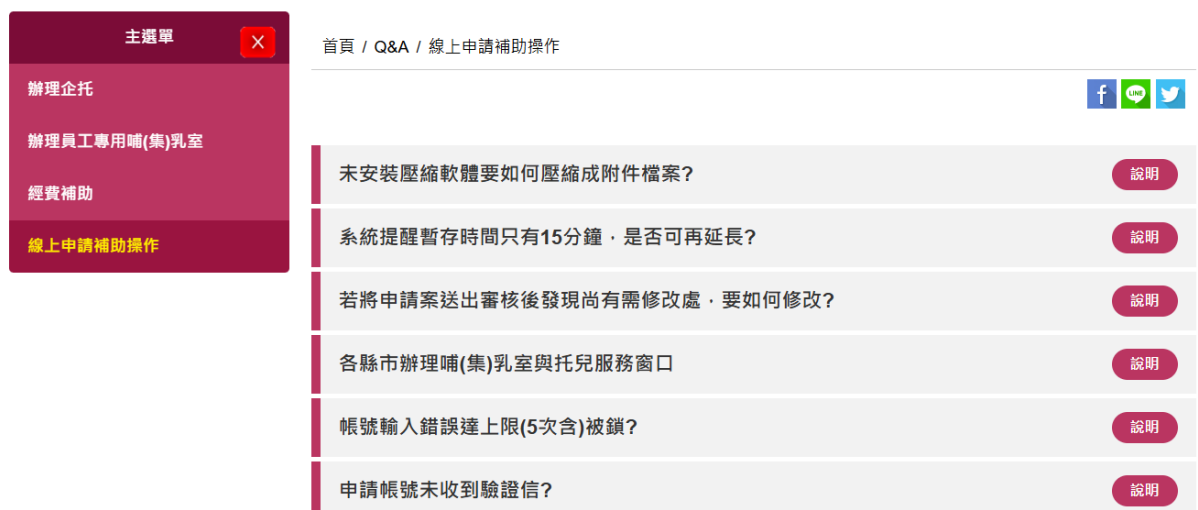 主選單
X
辦理企托
辦理員工專用哺(集)乳室
經費補助
線上申請補助操作
首頁 / Q&A / 線上申請補助操作
f LINE
未安裝壓縮軟體要如何壓縮成附件檔案?
說明
系統提醒暫存時間只有15分鐘，是否可再延長?
說明
若將申請案送出審核後發現尚有需修改處，要如何修改?
說明
各縣市辦理哺(集)乳室與托兒服務窗口
說明
帳號輸入錯誤達上限(5次含)被鎖?
說明
申請帳號未收到驗證信?
說明